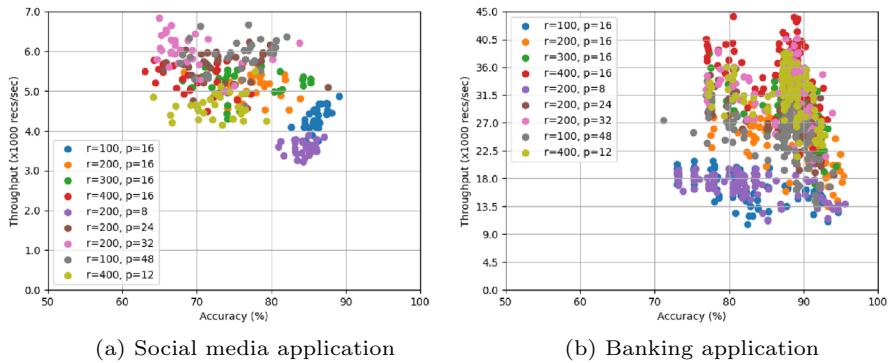 7.0
6.0
5.0
4.0
3.0
2.0
1.0
0.0
Throughput (x1000 recs/sec)
r=100, p=16
r=200, p=16
r=300, p=16
r=400, p=16
r=200, p=8
r=200, p=24
r=200, p=32
r=100, p=48
r=400, p=12
50
60
70
80
90
100
Accuracy (%)
(a) Social media application
45.0
40.5
36.0
31.5
27.0
22.5
18.0
13.5
9.0
4.5
0.0
Throughput (x1000 recs/sec)
r=100, p=16
r=200, p=16
r=300, p=16
r=400, p=16
r=200, p=8
r=200, p=24
r=200, p=32
r=100, p=48
r=400, p=12
50
60
70
80
90
100
Accuracy (%)
(b) Banking application